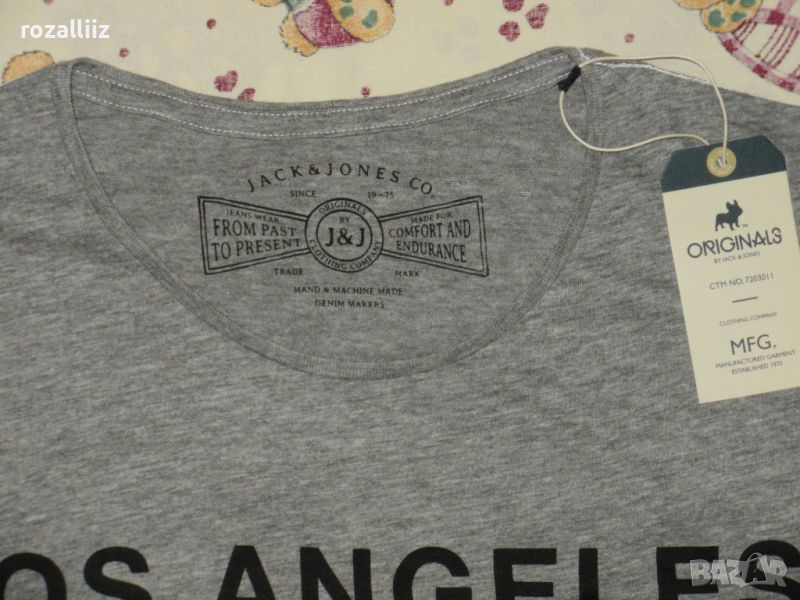 rozalliiz
JACK & JONES CO.
SINCE 19-75
ORIGINALS
JEANS WEAR
FROM PAST
TO PRESENT
BY
J&J
MADE FOR
COMFORT AND
ENDURANCE
CLOTHING COMPANY
TRADE MARK
HAND & MACHINE MADE
DENIM MAKERS
ORIGINALS
BY JACK & JONES
CTM NO. 7203011
CLOTHING COMPANY
MFG.
MANUFACTURED GARMENT
ESTABLISHED 1975
OS ANGELES
BAZAR